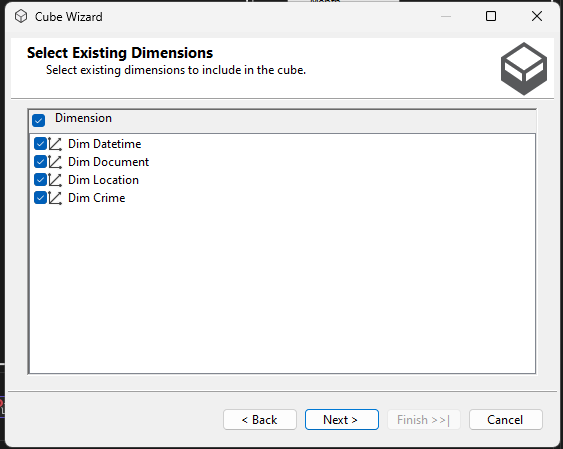 Cube Wizard
Select Existing Dimensions
Select existing dimensions to include in the cube.
Dimension
Dim Datetime
Dim Document
Dim Location
Dim Crime
< Back
Next >
Finish >>|
Cancel